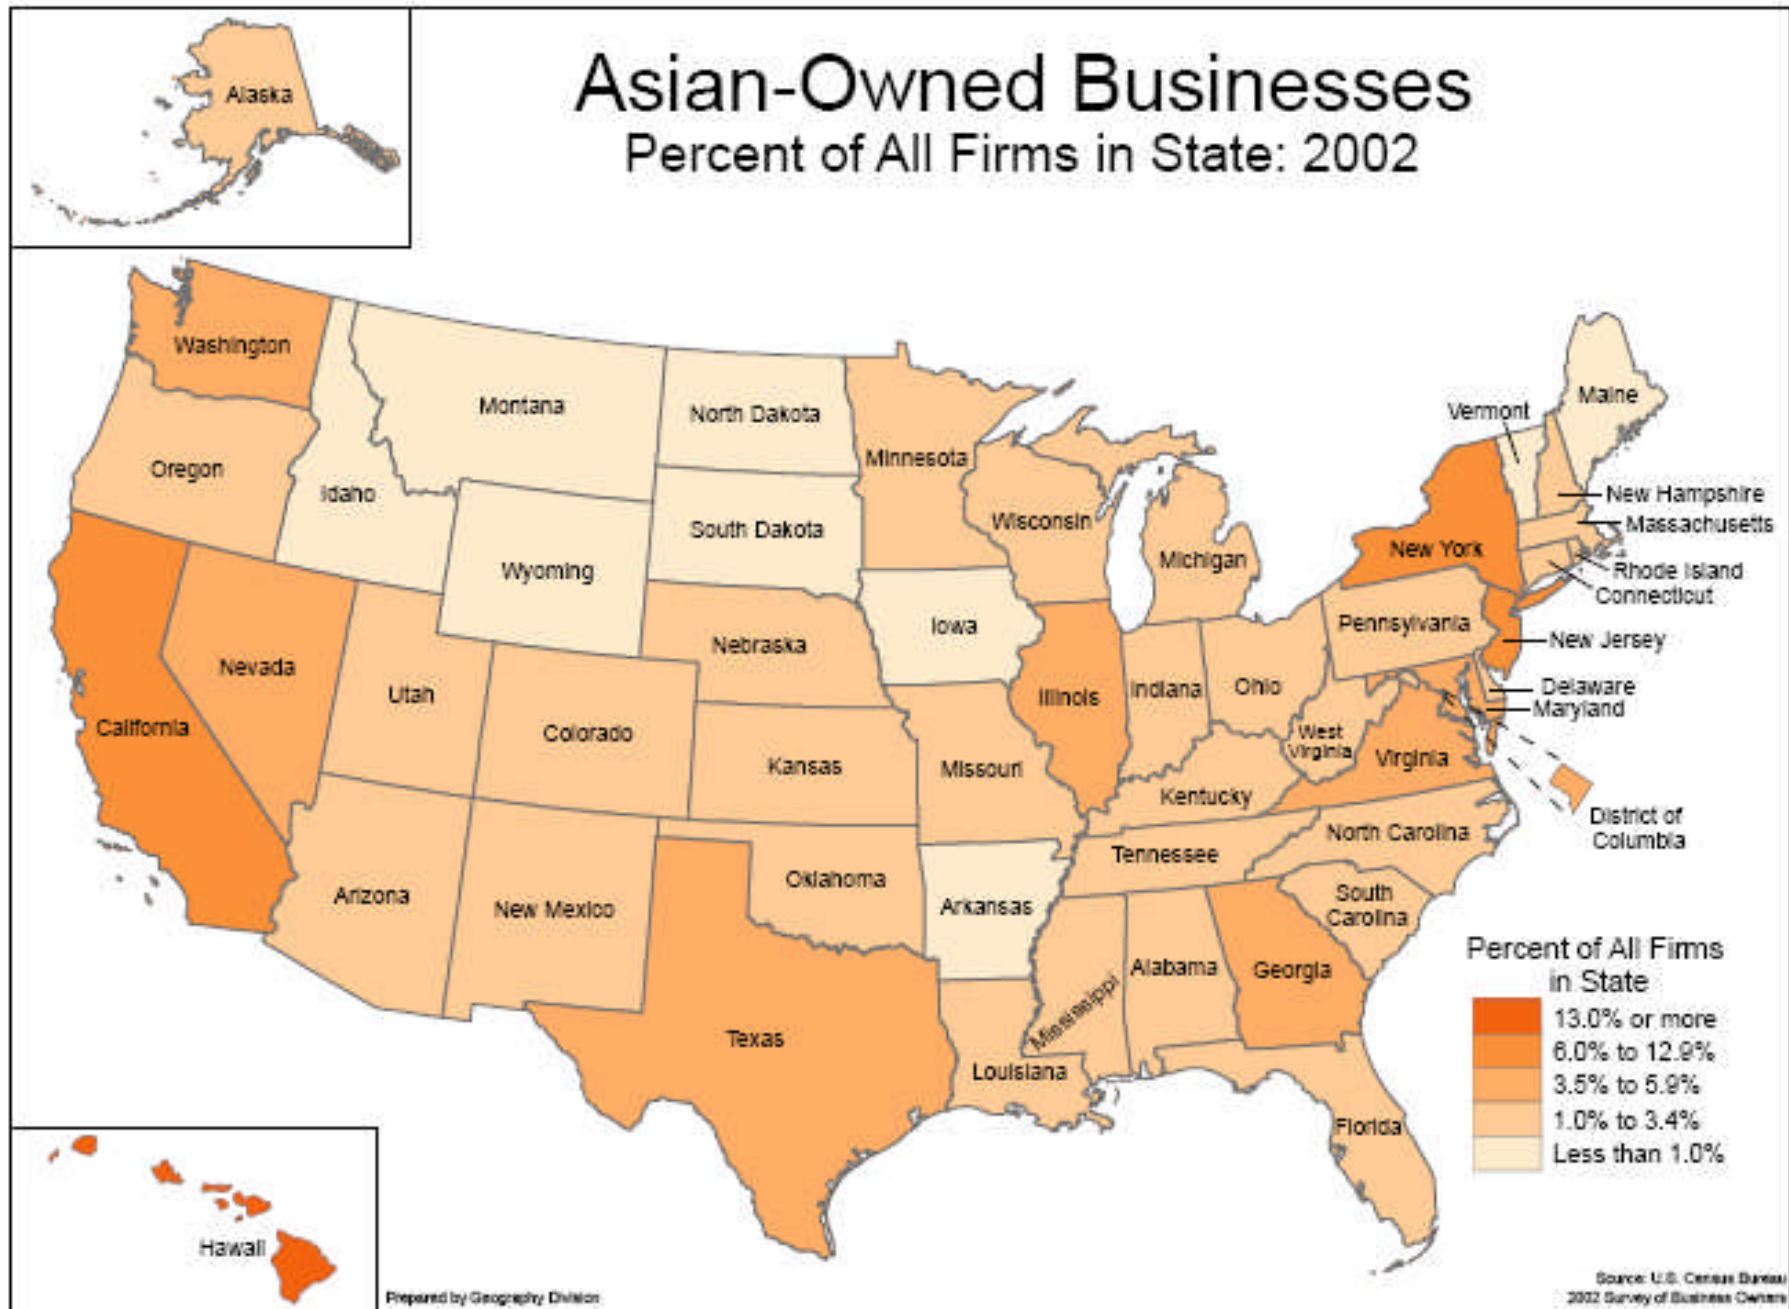 Asian-Owned Businesses
Percent of All Firms in State: 2002
Alaska
Washington
Montana
North Dakota
Minnesota
Vermont
Maine
Oregon
Idaho
South Dakota
Wisconsin
Michigan
New York
New Hampshire
Massachusetts
Rhode Island
Connecticut
Wyoming
Iowa
Pennsylvania
New Jersey
Nevada
Utah
Nebraska
Illinois
Indiana
Ohio
Delaware
Maryland
California
Colorado
Kansas
Missouri
West
Virginia
Virginia
Kentucky
District of
Columbia
North Carolina
Tennessee
Arizona
New Mexico
Oklahoma
Arkansas
South
Carolina
Mississippi
Alabama
Georgia
Texas
Louisiana
Florida
Hawaii
Percent of All Firms
in State
13.0% or more
6.0% to 12.9%
3.5% to 5.9%
1.0% to 3.4%
Less than 1.0%
Prepared by Geography Division
Source: U.S. Census Bureau
2002 Survey of Business Owners